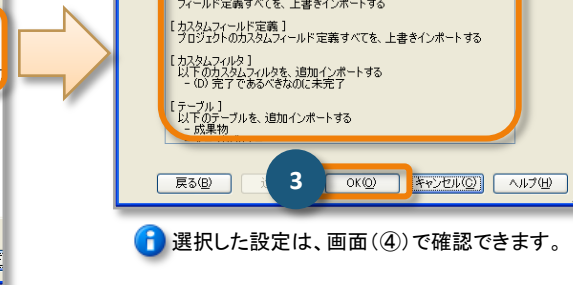 フィールド定義すべてを、上書きインポートする
[ カスタムフィールド定義 ]
プロジェクトのカスタムフィールド定義すべてを、上書きインポートする
[ カスタムフィルタ ]
以下のカスタムフィルタを、追加インポートする
- (D) 完了であるべきなのに未完了
[ テーブル ]
以下のテーブルを、追加インポートする
- 成果物
戻る(B)
3
OK(O)
キャンセル(C)
ヘルプ(H)
選択した設定は、画面(④)で確認できます。